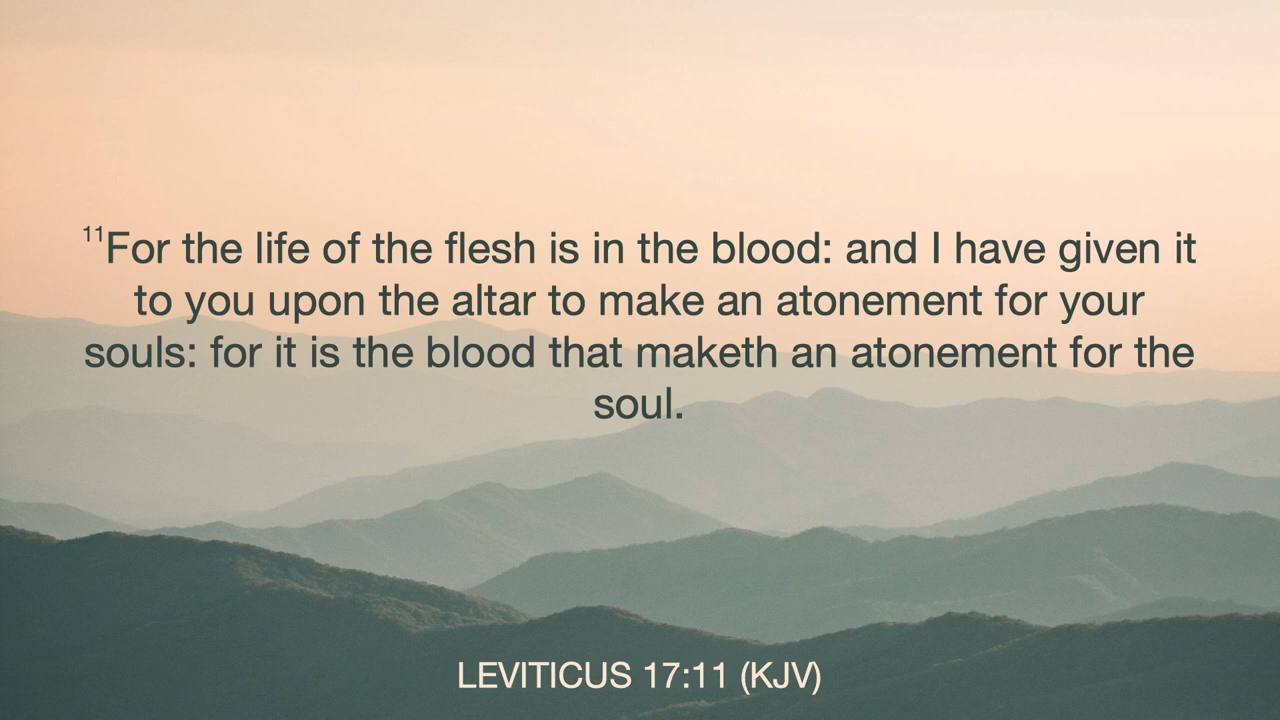 11For the life of the flesh is in the blood: and I have given it
to you upon the altar to make an atonement for your
souls: for it is the blood that maketh an atonement for the
soul.
LEVITICUS 17:11 (KJV)